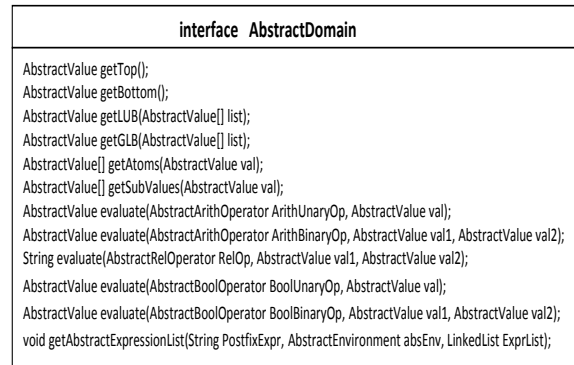 interface AbstractDomain
AbstractValue getTop();
AbstractValue getBottom();
AbstractValue getLUB(AbstractValue[] list);
AbstractValue getGLB(AbstractValue[] list);
AbstractValue[] getAtoms(AbstractValue val);
AbstractValue[] getSubValues(AbstractValue val);
AbstractValue evaluate(AbstractArithOperator ArithUnaryOp, AbstractValue val);
AbstractValue evaluate(AbstractArithOperator ArithBinaryOp, AbstractValue val1, AbstractValue val2);
String evaluate(AbstractRelOperator RelOp, AbstractValue val1, AbstractValue val2);
AbstractValue evaluate(AbstractBoolOperator BoolUnaryOp, AbstractValue val);
AbstractValue evaluate(AbstractBoolOperator BoolBinaryOp, AbstractValue val1, AbstractValue val2);
void getAbstractExpressionList(String PostfixExpr, AbstractEnvironment absEnv, LinkedList ExprList);